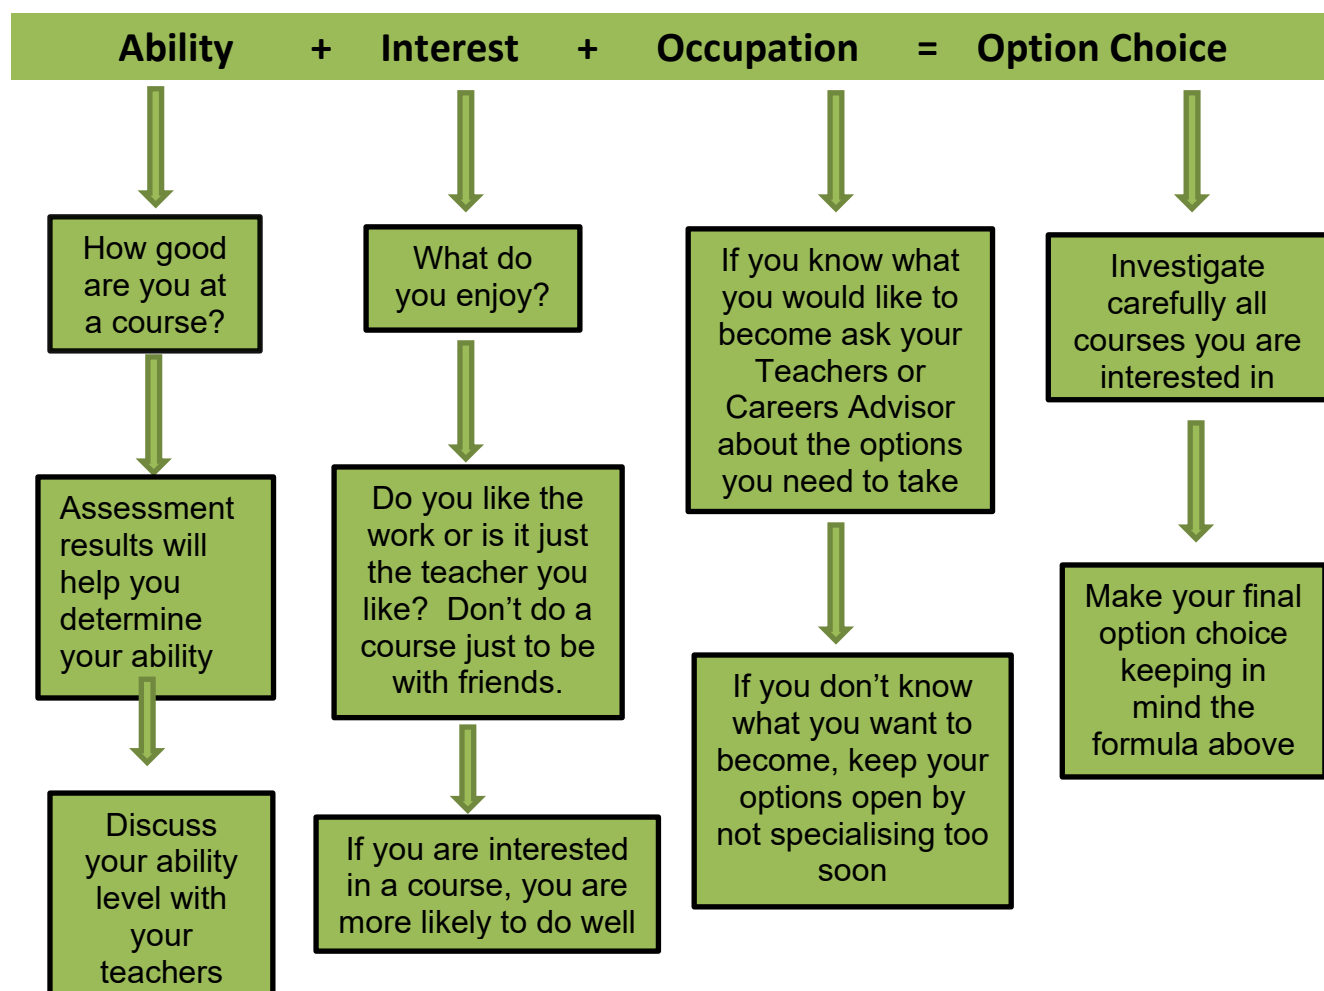 Ability + Interest + Occupation = Option Choice
How good
are you at
a course?
Assessment
results will
help you
determine
your ability
Discuss
your ability
level with
your
teachers
What do
you enjoy?
Do you like the
work or is it just
the teacher you
like?  Don’t do a
course just to be
with friends.
If you are interested
in a course, you are
more likely to do well
If you know what
you would like to
become ask your
Teachers or
Careers Advisor
about the options
you need to take
If you don’t know
what you want to
become, keep your
options open by
not specialising too
soon
Investigate
carefully all
courses you are
interested in
Make your final
option choice
keeping in
mind the
formula above